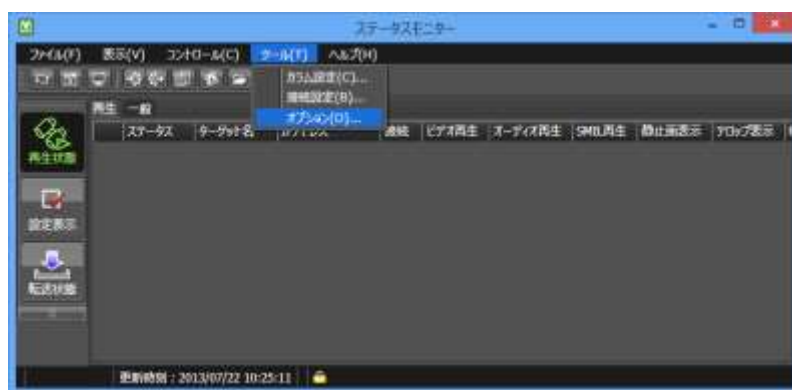 ステータスモニター
ファイル(F) 表示(V) コントロール(C) ツール(T) ヘルプ(H)
カラム設定(C)...
接続設定(B)...
オプション(O)...
再生 一般
ステータス ターゲット名 IPアドレス 連続 ビデオ再生 オーディオ再生 SMIL再生 静止画表示 テロップ表示
再生状態
設定表示
転送状態
更新時刻 : 2013/07/22 10:25:11